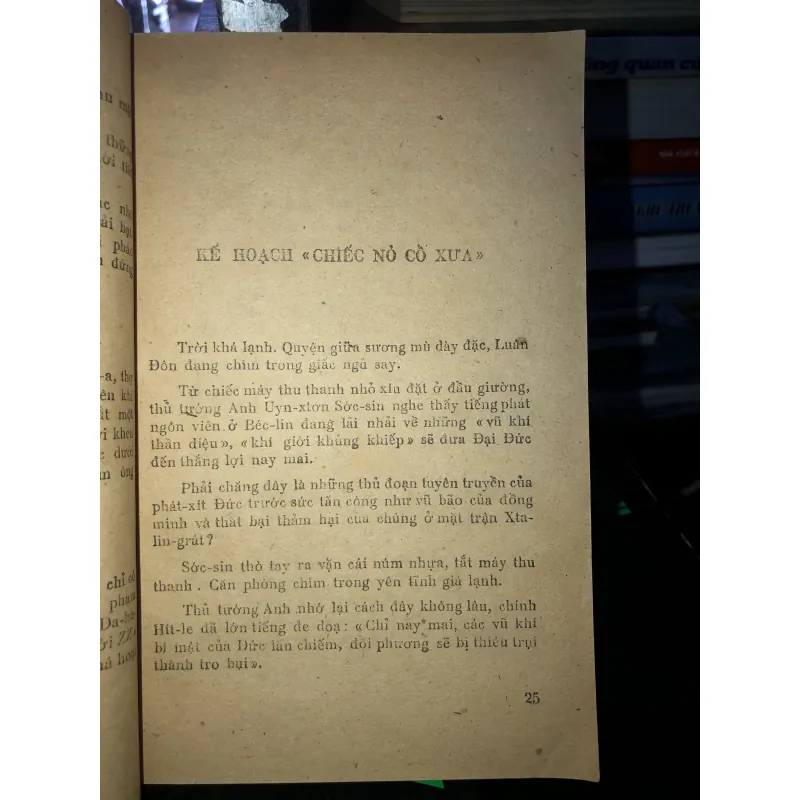 KẾ HOẠCH «CHIẾC NỎ CỔ XƯA»
Trời khá lạnh. Quyện giữa sương mù dày đặc, Luân
Đôn đang chìm trong giấc ngủ say.
Từ chiếc máy thu thanh nhỏ xíu đặt ở đầu giường,
thủ tướng Anh Uyn-xtơn Sớc-sin nghe thấy tiếng phát
ngôn viên ở Béc-lin đang lải nhải về những «vũ khí
thần diệu», «khí giới khủng khiếp» sẽ đưa Đại Đức
đến thắng lợi nay mai.
Phải chăng đây là những thủ đoạn tuyên truyền của
phát-xít Đức trước sức tấn công như vũ bão của đồng
minh và thất bại thảm hại của chúng ở mặt trận Xta-
lin-grát?
Sớc-sin thò tay ra vặn cái núm nhựa, tắt máy thu
thanh. Căn phòng chìm trong yên tĩnh giá lạnh.
Thủ tướng Anh nhớ lại cách đây không lâu, chính
Hít-le đã lớn tiếng đe dọa: «Chỉ nay mai, các vũ khí
bí mật của Đức lấn chiếm, đối phương sẽ bị thiêu trụi
thành tro bụi».
25